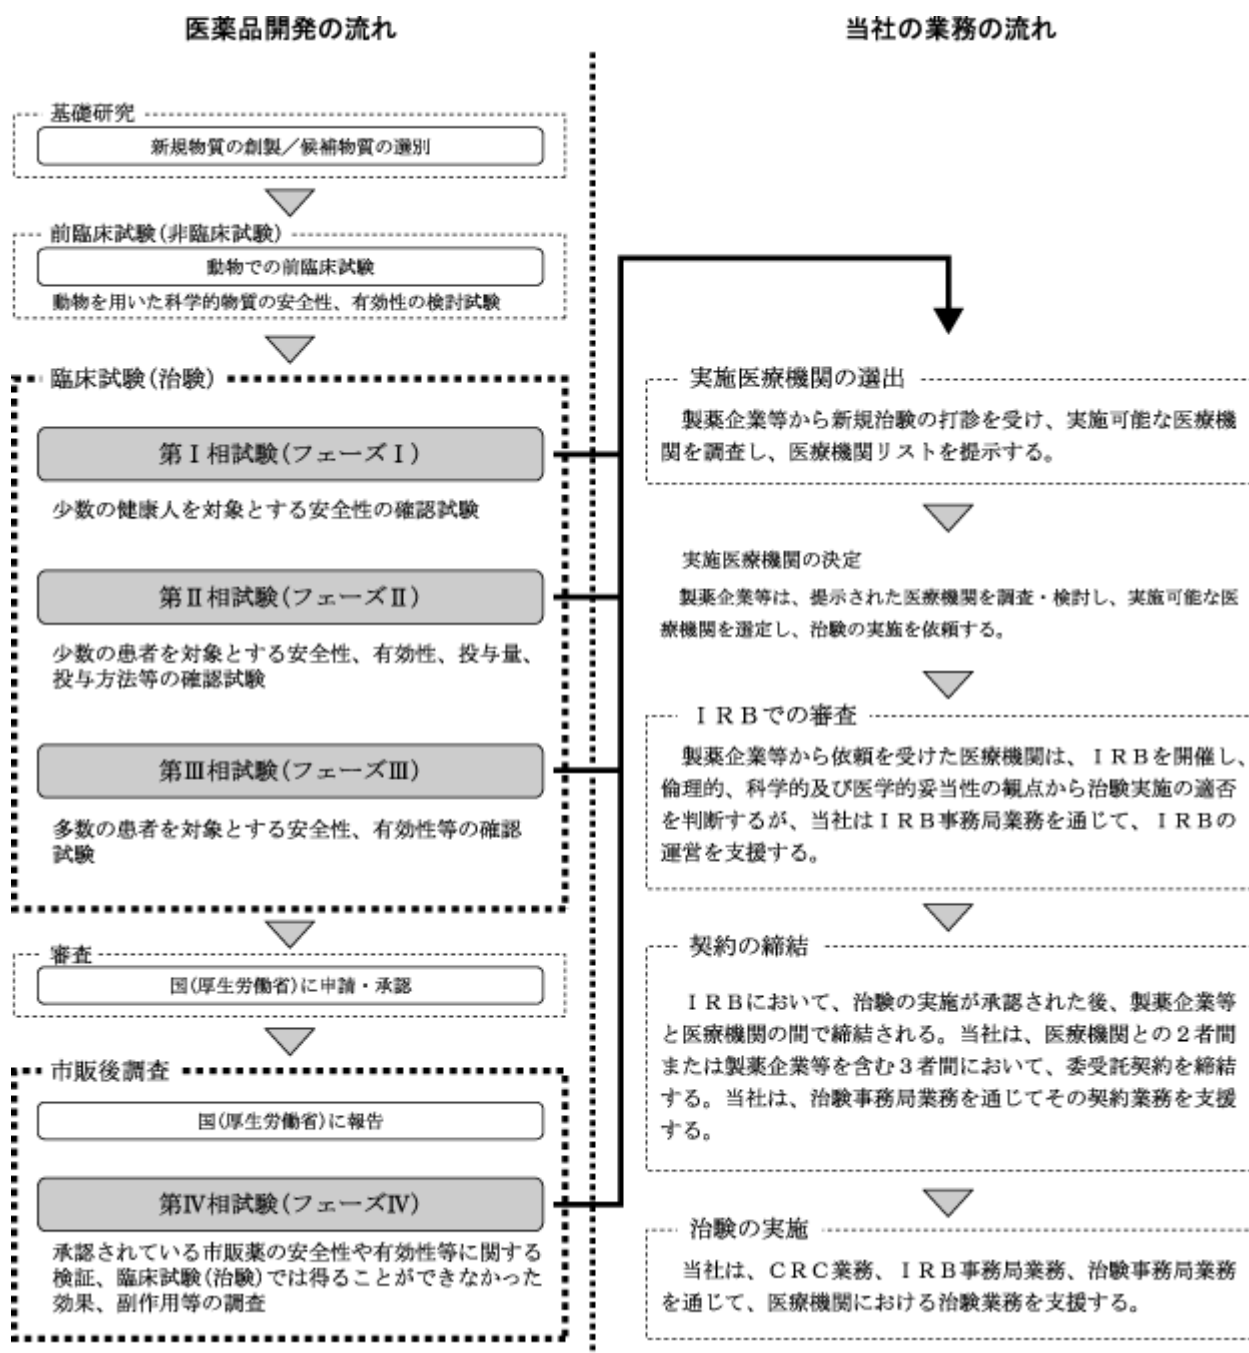 医薬品開発の流れ
基礎研究
新規物質の創製／候補物質の選別
前臨床試験(非臨床試験)
動物での前臨床試験
動物を用いた科学的物質の安全性、有効性の検討試験
臨床試験(治験)
第Ⅰ相試験(フェーズⅠ)
少数の健康人を対象とする安全性の確認試験
第Ⅱ相試験(フェーズⅡ)
少数の患者を対象とする安全性、有効性、投与量、
投与方法等の確認試験
第Ⅲ相試験(フェーズⅢ)
多数の患者を対象とする安全性、有効性等の確認
試験
審査
国(厚生労働省)に申請・承認
市販後調査
国(厚生労働省)に報告
第Ⅳ相試験(フェーズⅣ)
承認されている市販薬の安全性や有効性等に関する
検証、臨床試験(治験)では得ることができなかった
効果、副作用等の調査
当社の業務の流れ
実施医療機関の選出
製薬企業等から新規治験の打診を受け、実施可能な医療機
関を調査し、医療機関リストを提示する。
実施医療機関の決定
製薬企業等は、提示された医療機関を調査・検討し、実施可能な医
療機関を選定し、治験の実施を依頼する。
ＩＲＢでの審査
製薬企業等から依頼を受けた医療機関は、ＩＲＢを開催し、
倫理的、科学的及び医学的妥当性の観点から治験実施の適否
を判断するが、当社はＩＲＢ事務局業務を通じて、ＩＲＢの
運営を支援する。
契約の締結
ＩＲＢにおいて、治験の実施が承認された後、製薬企業等
と医療機関の間で締結される。当社は、医療機関との２者間
または製薬企業等を含む３者間において、委受託契約を締結
する。当社は、治験事務局業務を通じてその契約業務を支援
する。
治験の実施
当社は、ＣＲＣ業務、ＩＲＢ事務局業務、治験事務局業務
を通じて、医療機関における治験業務を支援する。